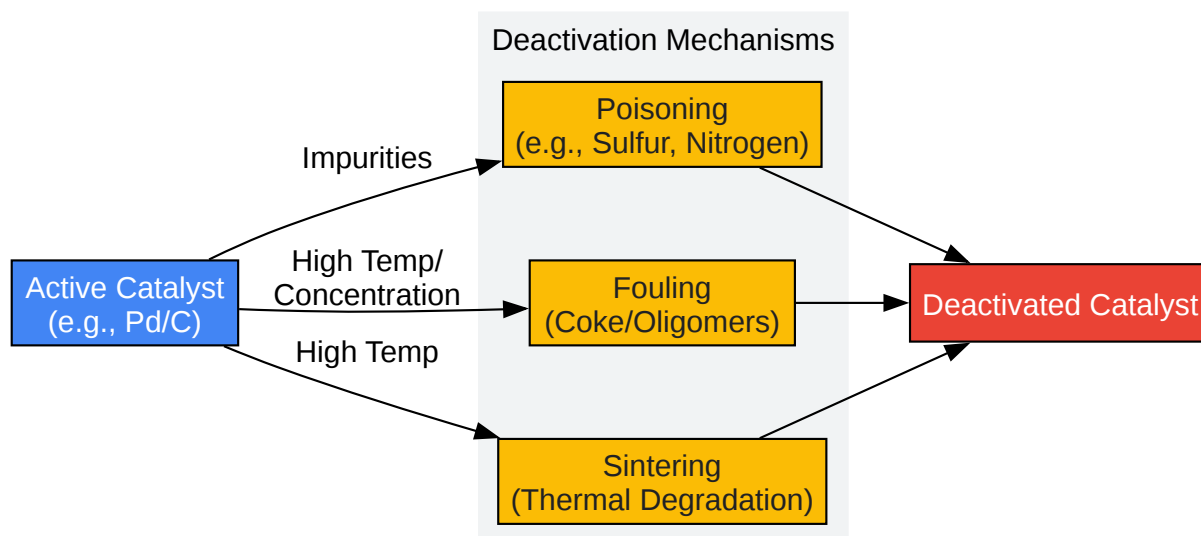 Deactivation Mechanisms
Poisoning
(e.g., Sulfur, Nitrogen)
Impurities
Active Catalyst
(e.g., Pd/C)
High Temp/
Concentration
Fouling
(Coke/Oligomers)
Deactivated Catalyst
High Temp
Sintering
(Thermal Degradation)